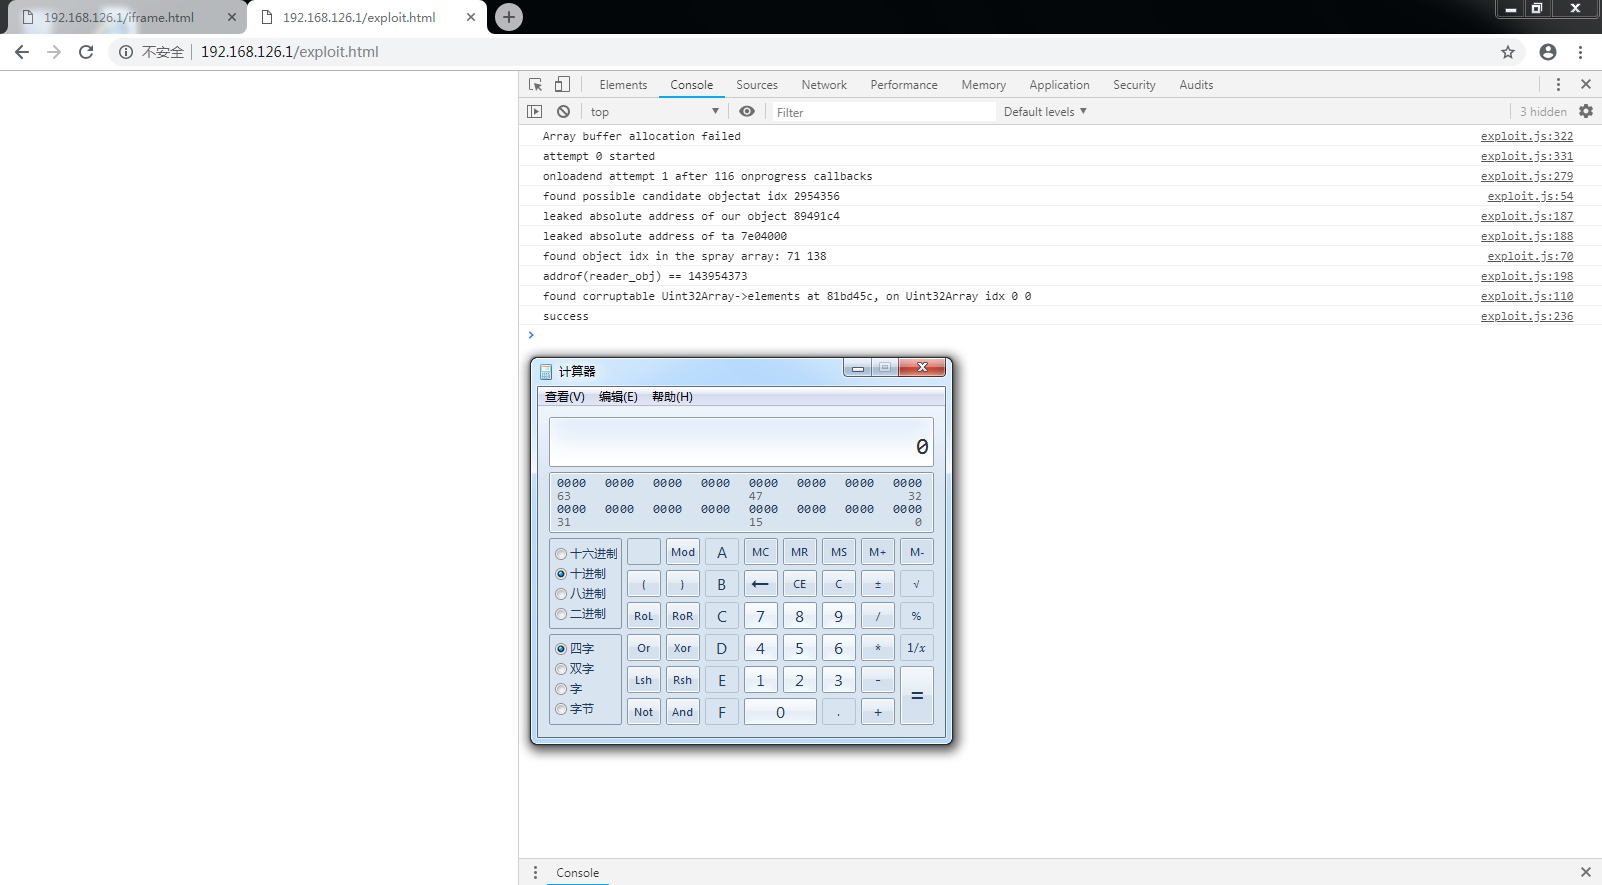 192.168.126.1/iframe.html 192.168.126.1/exploit.html
不安全 192.168.126.1/exploit.html
Elements Console Sources Network Performance Memory Application Security Audits
top Filter Default levels 3 hidden
Array buffer allocation failed exploit.js:322
attempt 0 started exploit.js:331
onloadend attempt 1 after 116 onprogress callbacks exploit.js:279
found possible candidate objectat idx 2954356 exploit.js:54
leaked absolute address of our object 89491c4 exploit.js:187
leaked absolute address of ta 7e04000 exploit.js:188
found object idx in the spray array: 71 138 exploit.js:70
addrof(reader_obj) == 143954373 exploit.js:198
found corruptable Uint32Array->elements at 81bd45c, on Uint32Array idx 0 0 exploit.js:110
success exploit.js:236
>
计算器
查看(V) 编辑(E) 帮助(H)
0
0000 0000 0000 0000 0000 0000 0000 0000
63 47 32
0000 0000 0000 0000 0000 0000 0000 0000
31 15 0
十六进制 Mod A MC MR MS M+ M-
十进制 ( ) B ← CE C ± √
八进制
二进制 RoL RoR C 7 8 9 / %
四字 Or Xor D 4 5 6 * 1/x
双字 Lsh Rsh E 1 2 3 - =
字
字节 Not And F 0 . +
Console